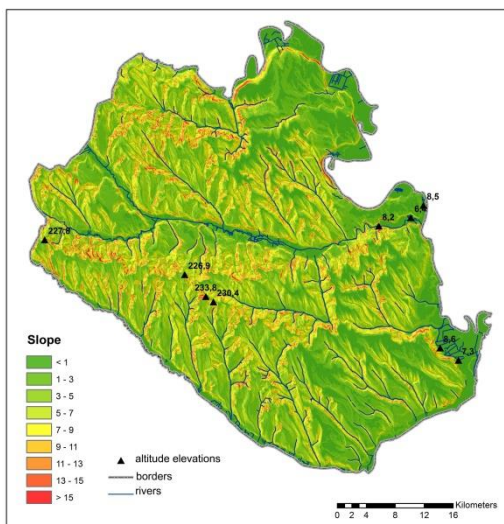 8,5
8,2
227,8
226,9
233,8
230,4
8,6
7,3
Slope
< 1
1 - 3
3 - 5
5 - 7
7 - 9
9 - 11
11 - 13
13 - 15
> 15
altitude elevations
borders
rivers
Kilometers
0 2 4 8 12 16